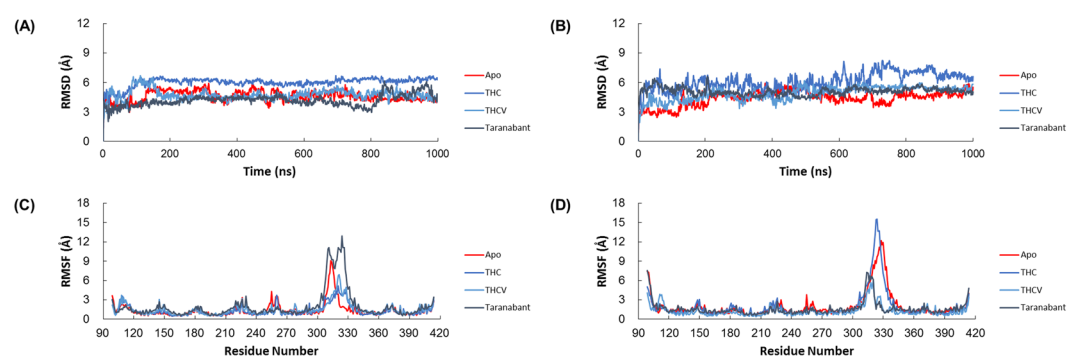 (A)
12
9
6
3
0
RMSD (Å)
0 200 400 600 800 1000
Time (ns)
Apo
THC
THCV
Taranabant
(B)
12
9
6
3
0
RMSD (Å)
0 200 400 600 800 1000
Time (ns)
Apo
THC
THCV
Taranabant
(C)
18
15
12
9
6
3
0
RMSF (Å)
90 120 150 180 210 240 270 300 330 360 390 420
Residue Number
Apo
THC
THCV
Taranabant
(D)
18
15
12
9
6
3
0
RMSF (Å)
90 120 150 180 210 240 270 300 330 360 390 420
Residue Number
Apo
THC
THCV
Taranabant